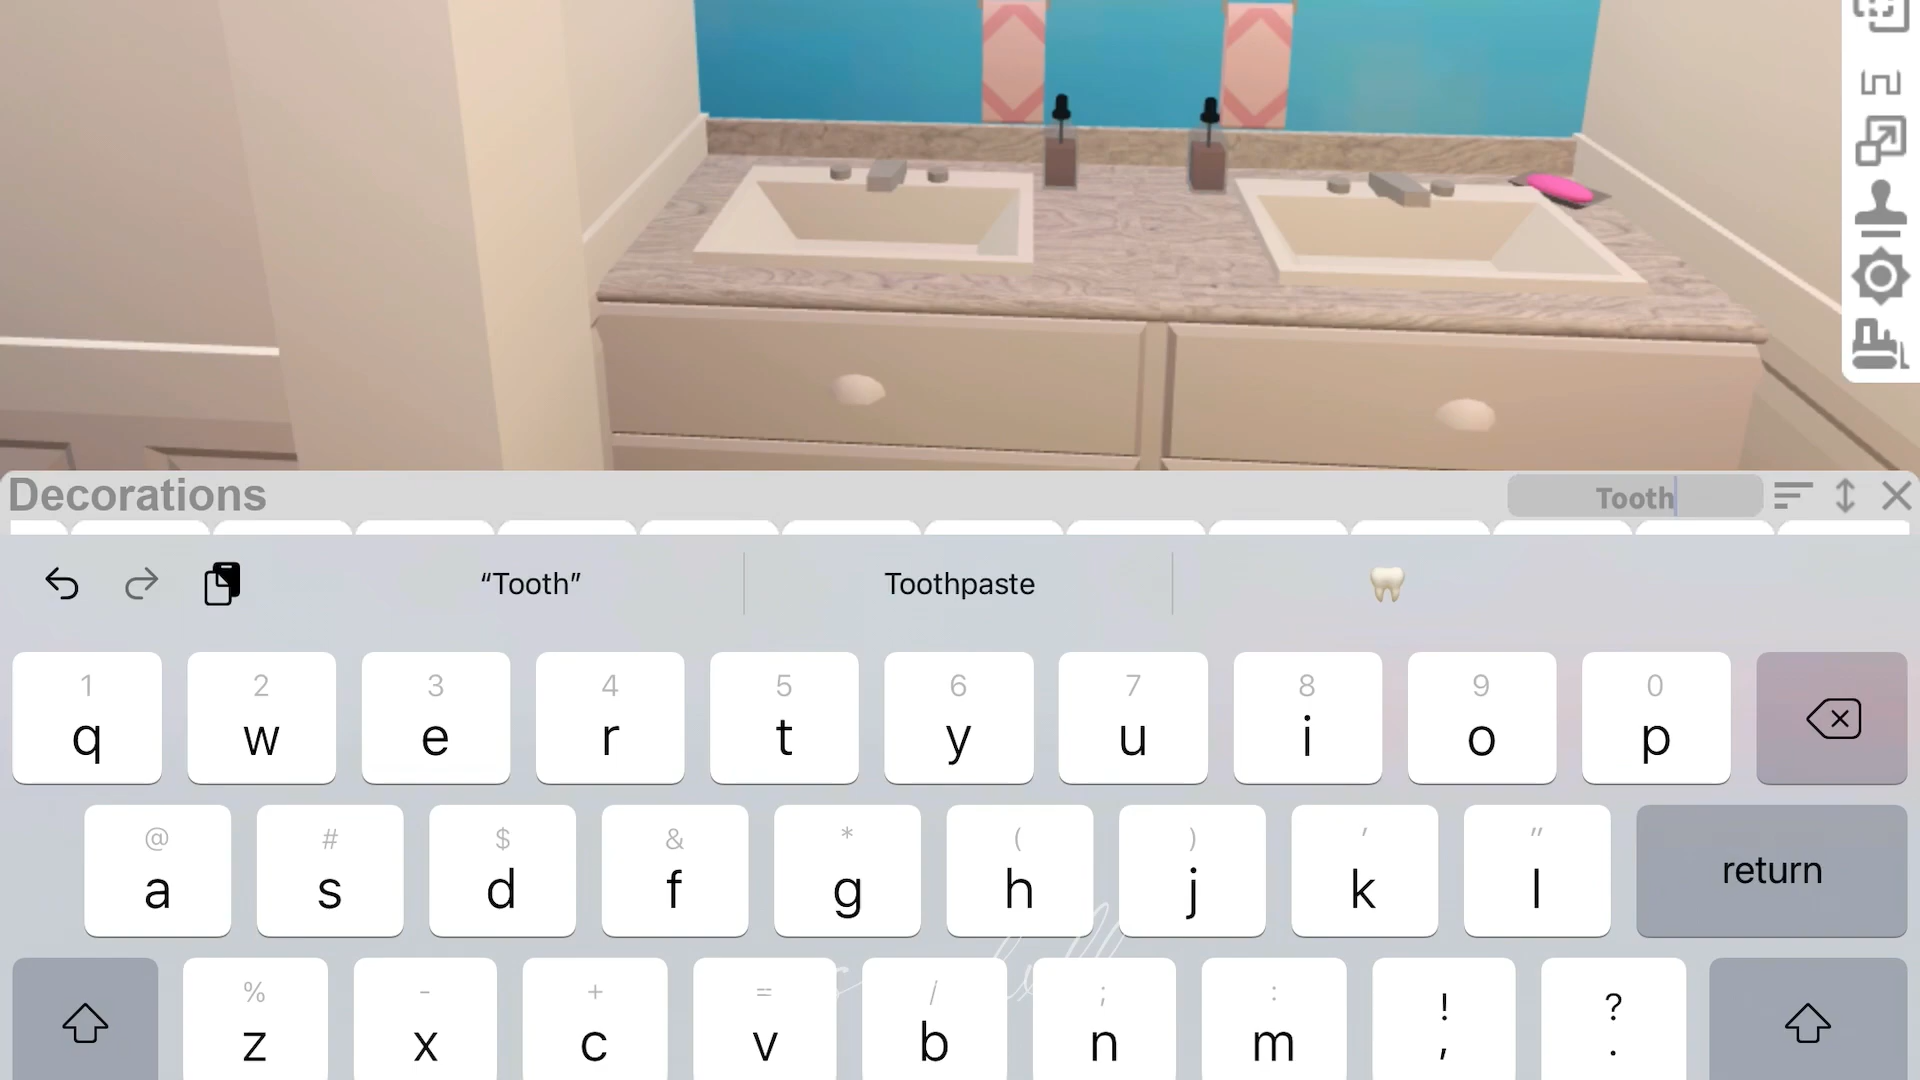 Decorations
Tooth
“Tooth”
Toothpaste
1 2 3 4 5 6 7 8 9 0
q w e r t y u i o p
@ # $ & * ( ) ' "
a s d f g h j k l
return
% - + = / ; : ! ?
z x c v b n m , .